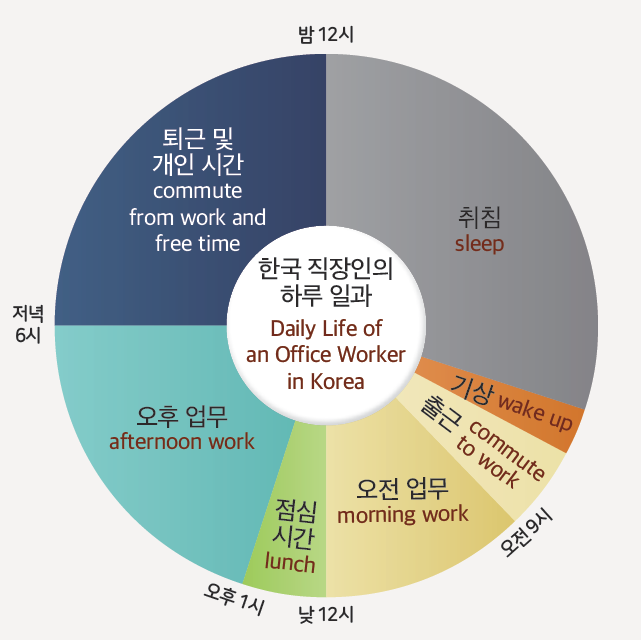 밤 12시
퇴근 및
개인 시간
commute
from work and
free time
취침
sleep
한국 직장인의
하루 일과
Daily Life of
an Office Worker
in Korea
저녁
6시
기상 wake up
출근 commute
to work
오후 업무
afternoon work
오전 업무
morning work
점심
시간
lunch
오전 9시
오후 1시
낮 12시